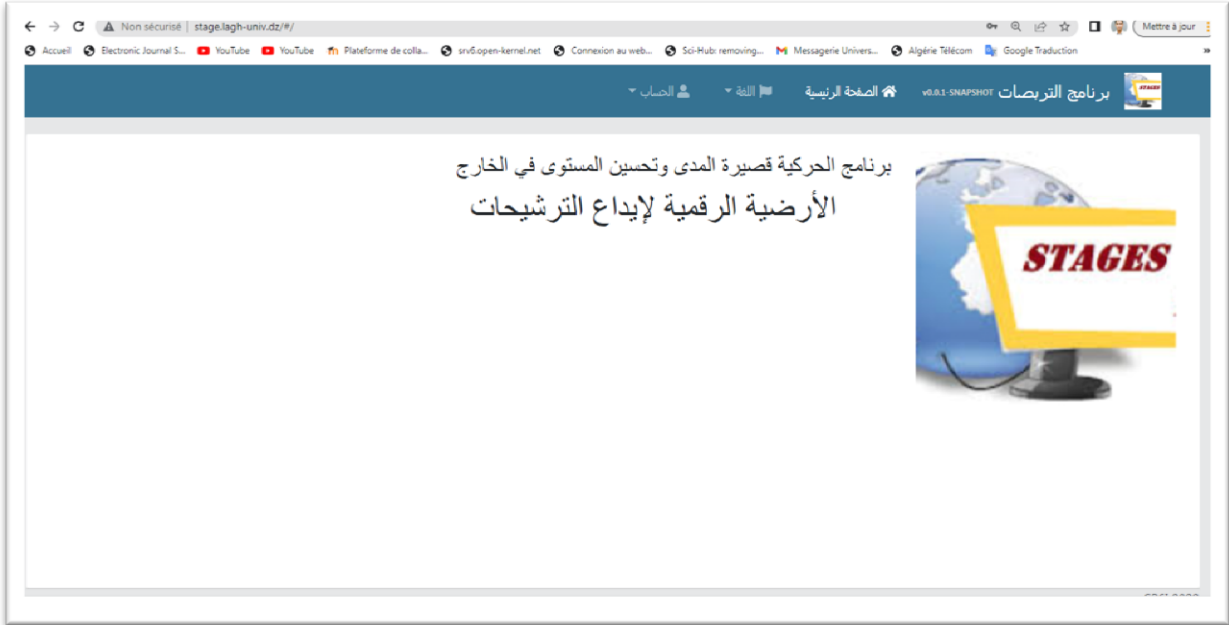 Non sécurisé | stage.lagh-univ.dz/#/
Mettre à jour
Accueil Electronic Journal S... YouTube YouTube Plateforme de colla... srv6.open-kernel.net Connexion au web... Sci-Hub: removing... Messagerie Univers... Algérie Télécom Google Traduction »
برنامج التربصات v0.0.1-SNAPSHOT الصفحة الرئيسية اللغة الحساب
STAGES
برنامج الحركية قصيرة المدى وتحسين المستوى في الخارج
الأرضية الرقمية لإيداع الترشيحات
STAGES